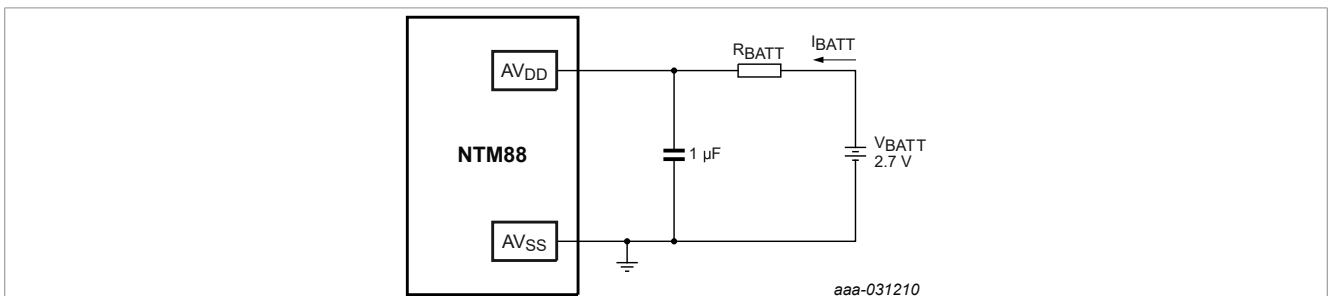 RBATT
IBATT
AVDD
NTM88
1 µF
VBATT
2.7 V
AVSS
aaa-031210